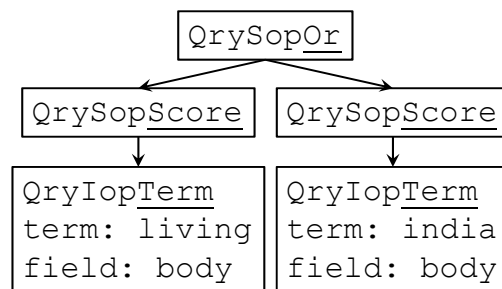 QrySopOr
QrySopScore
QrySopScore
QryIopTerm
term: living
field: body
QryIopTerm
term: india
field: body